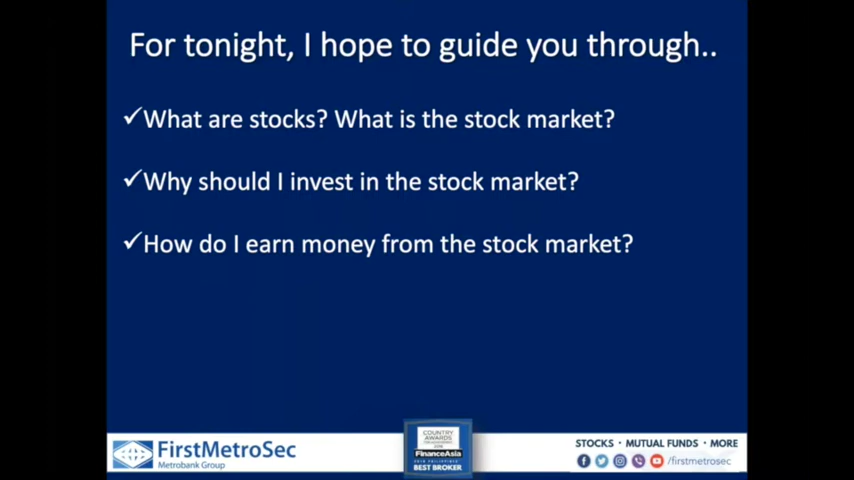 For tonight, I hope to guide you through..
✓What are stocks? What is the stock market?
✓Why should I invest in the stock market?
✓How do I earn money from the stock market?
FirstMetroSec
Metrobank Group
COUNTRY
AWARDS
FinanceAsia
BEST BROKER
STOCKS · MUTUAL FUNDS · MORE
/firstmetrosec